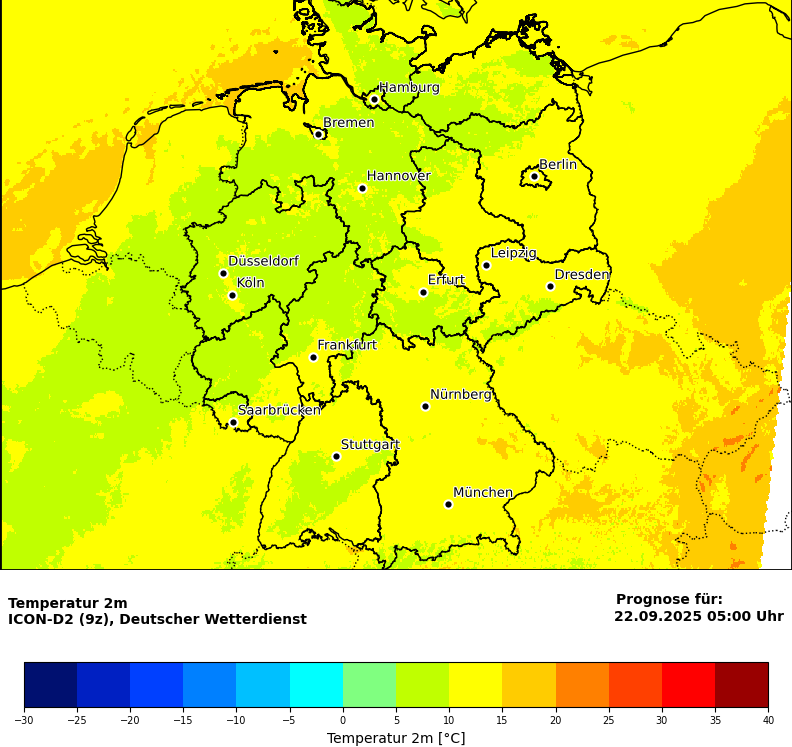 Hamburg
Bremen
Berlin
Hannover
Leipzig
Düsseldorf
Dresden
Köln
Erfurt
Frankfurt
Nürnberg
Saarbrücken
Stuttgart
München
Temperatur 2m
ICON-D2 (9z), Deutscher Wetterdienst
Prognose für:
22.09.2025 05:00 Uhr
−30 −25 −20 −15 −10 −5 0 5 10 15 20 25 30 35 40
Temperatur 2m [°C]